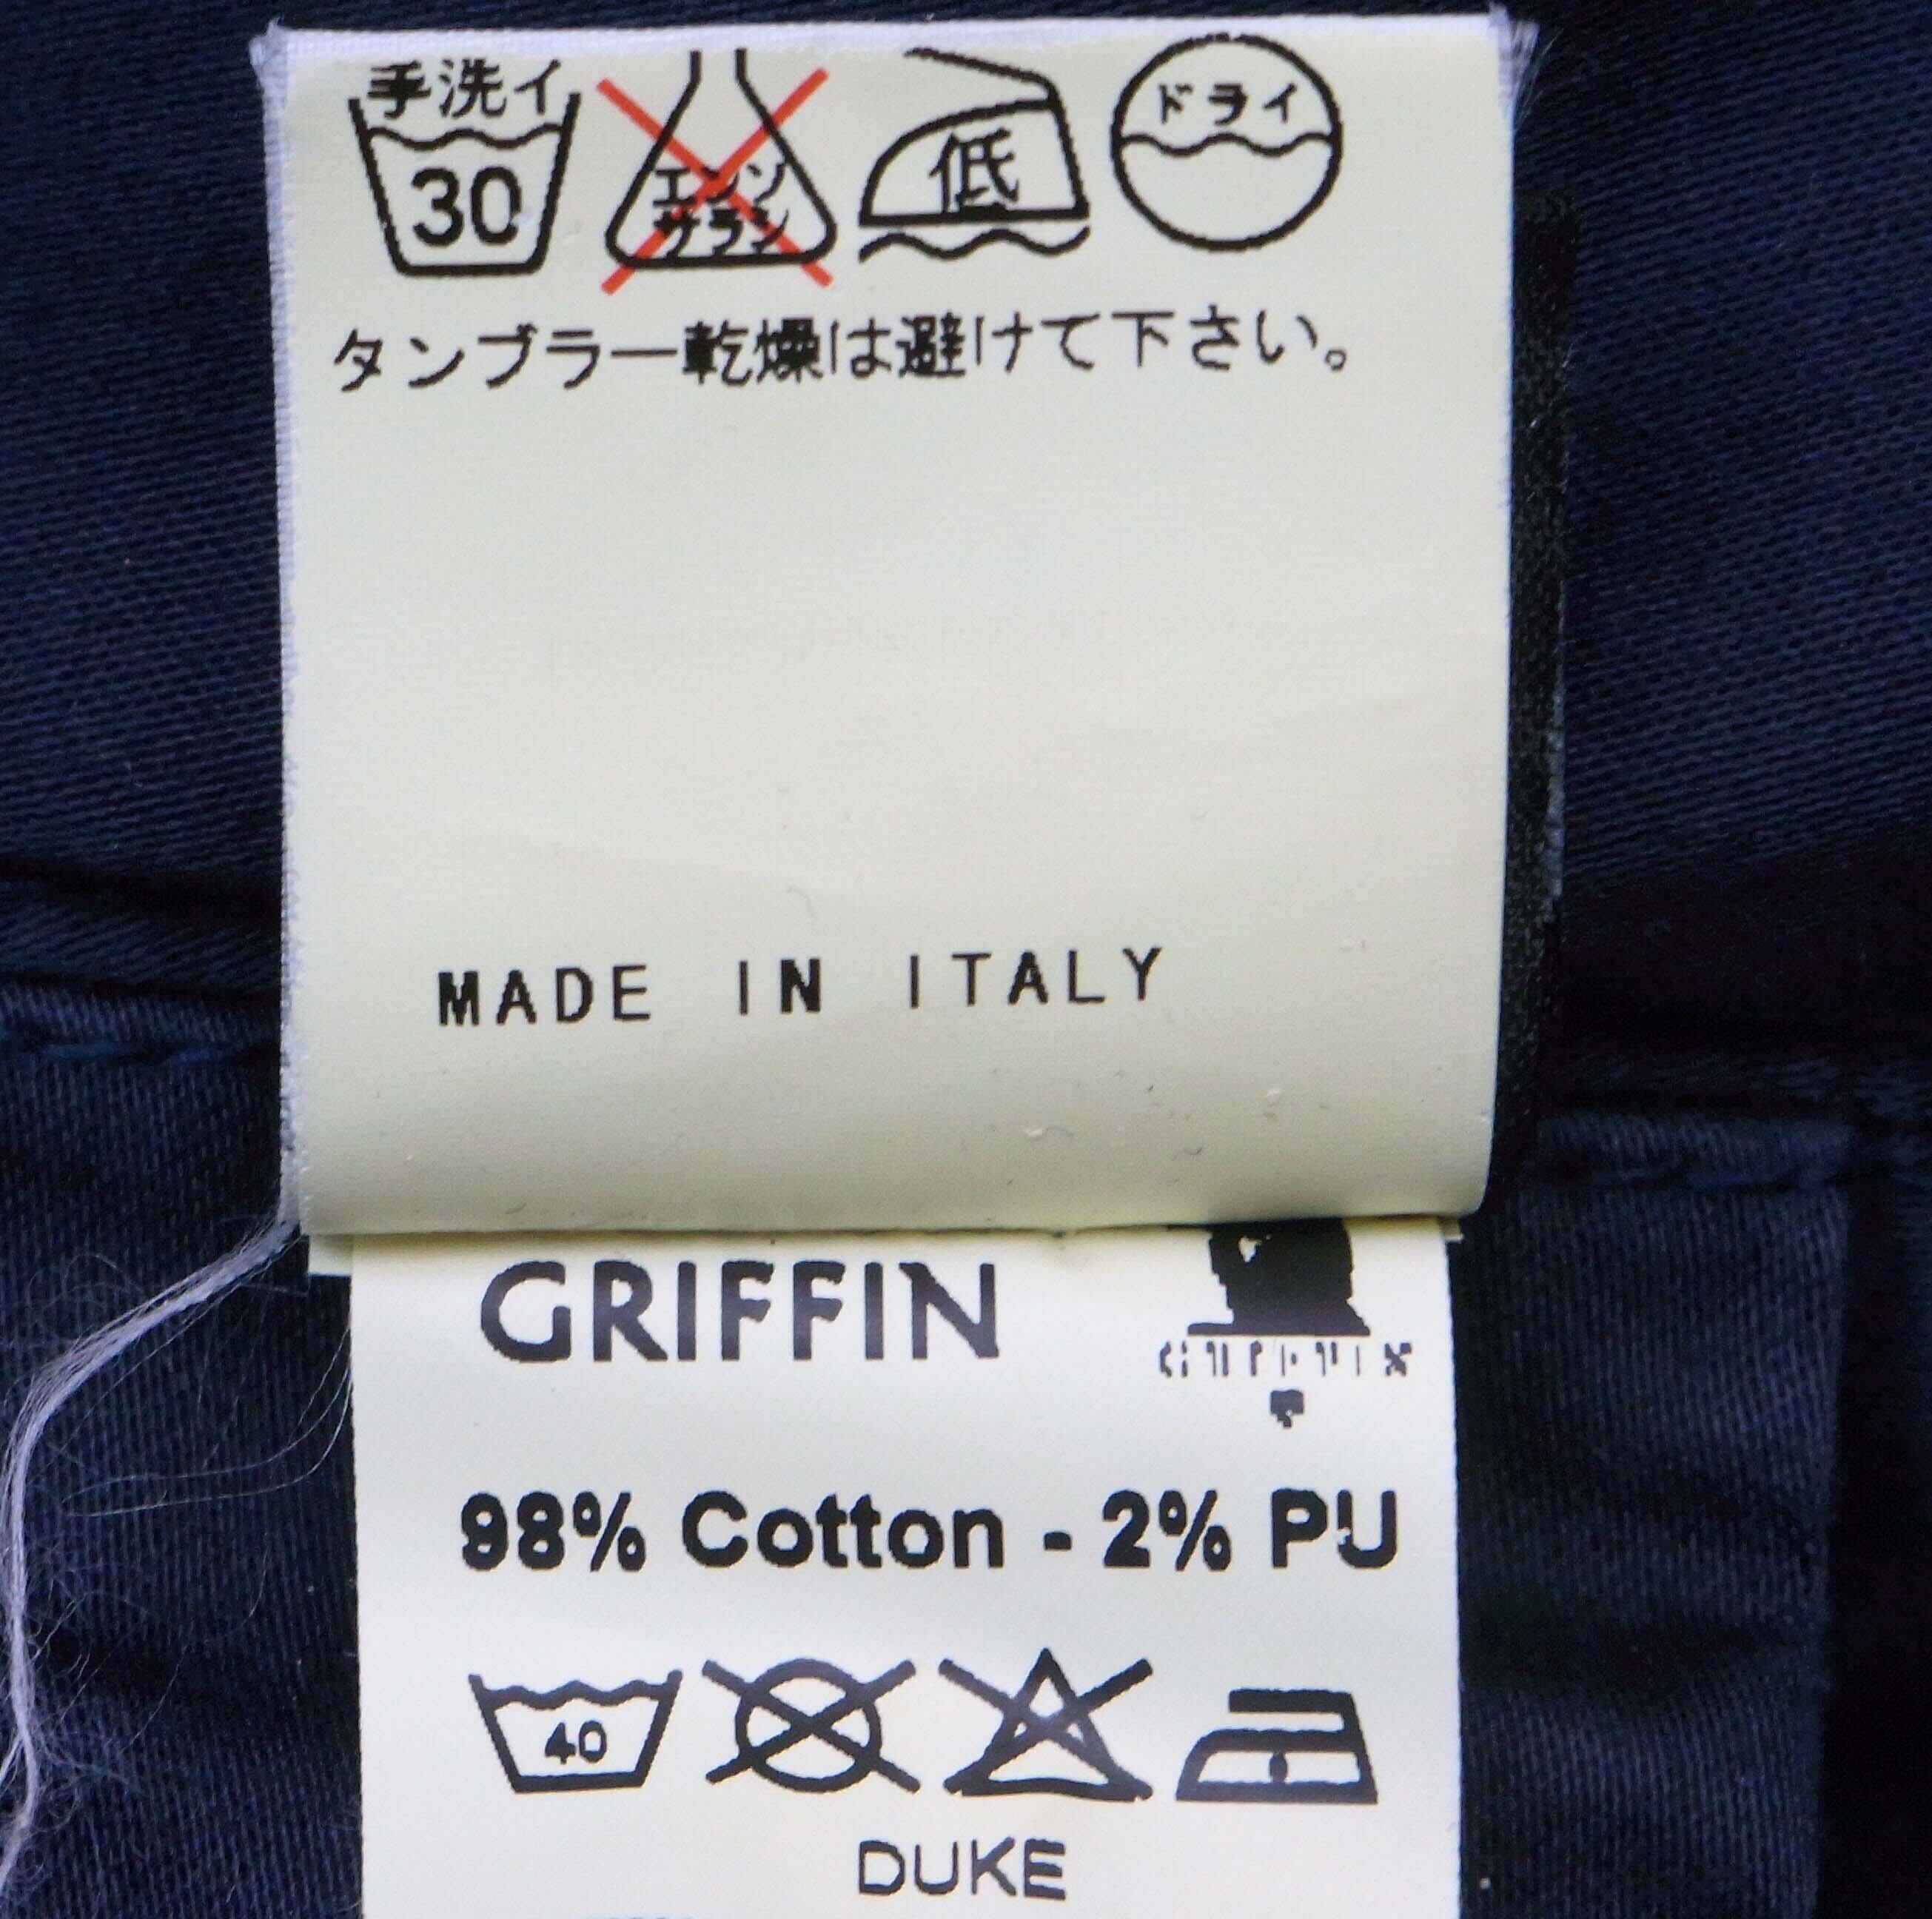 手洗イ
30
エンソ
サラシ
低
ドライ
タンブラー乾燥は避けて下さい。
MADE IN ITALY
GRIFFIN
98% Cotton - 2% PU
40
DUKE